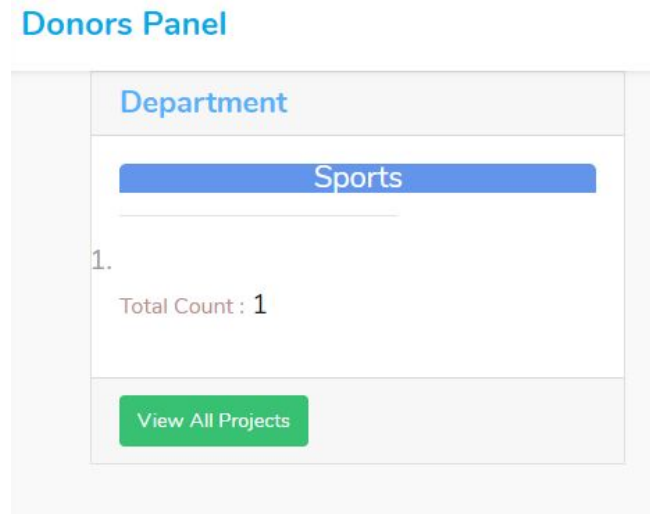 Donors Panel
Department
Sports
1.
Total Count : 1
View All Projects